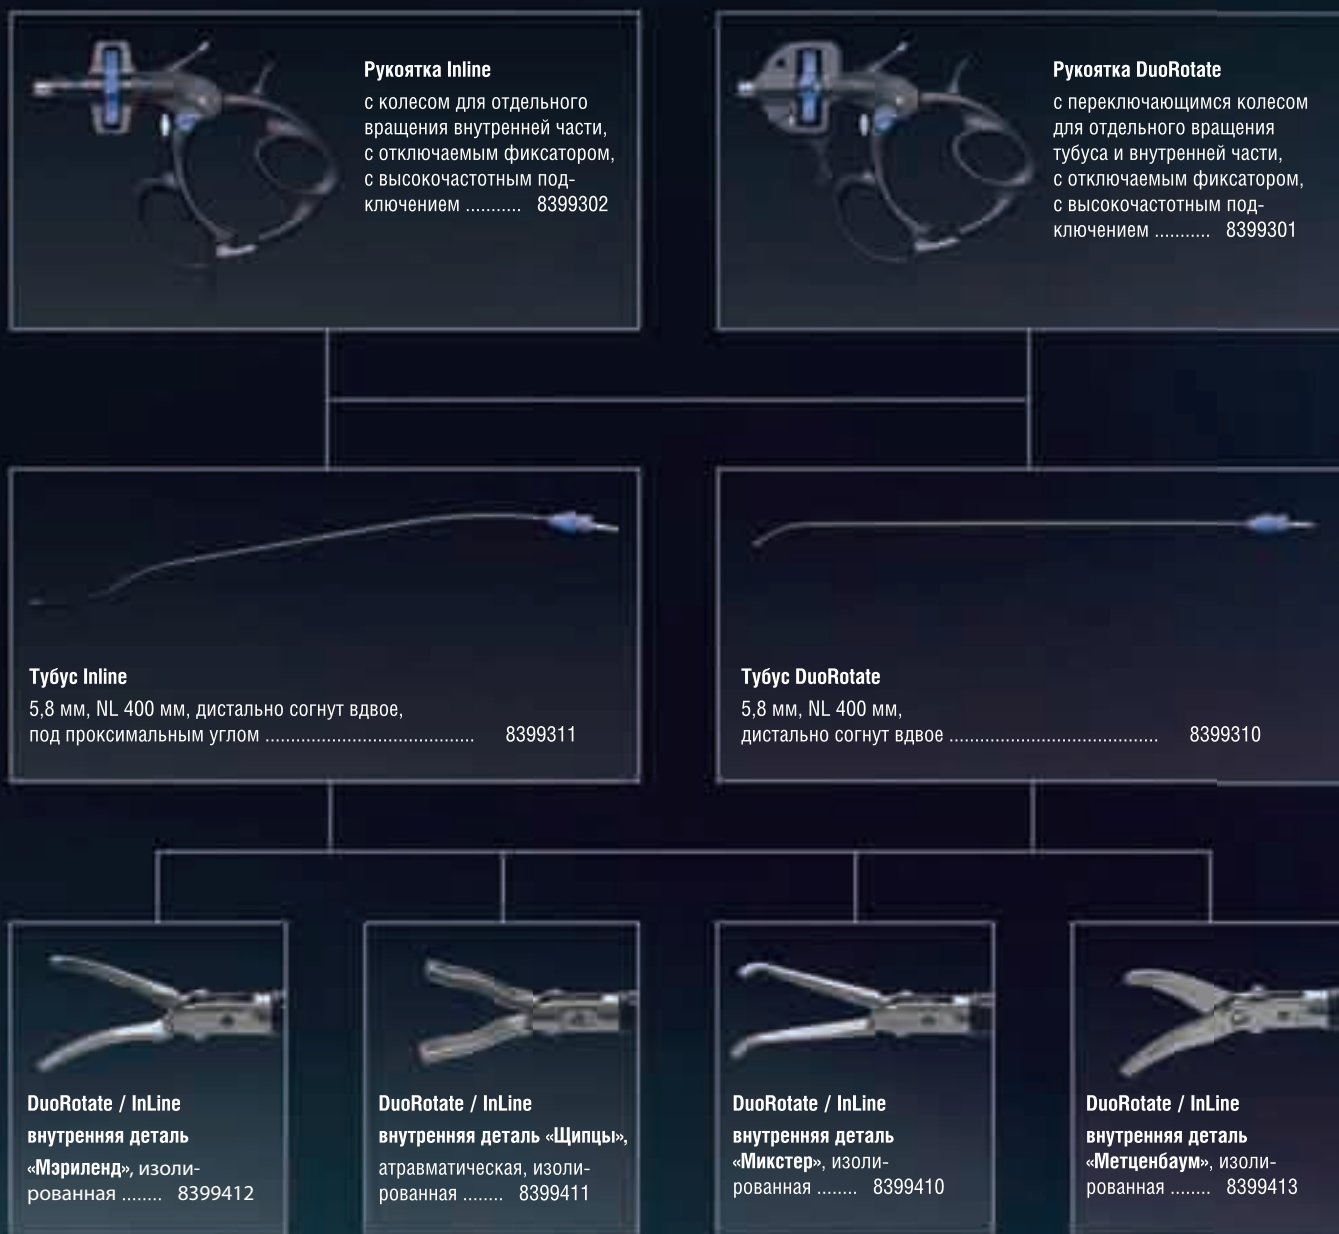 Рукоятка Inline
с колесом для отдельного
вращения внутренней части,
с отключаемым фиксатором,
с высокочастотным под-
ключением ........... 8399302
Рукоятка DuoRotate
с переключающимся колесом
для отдельного вращения
тубуса и внутренней части,
с отключаемым фиксатором,
с высокочастотным под-
ключением ........... 8399301
Тубус Inline
5,8 мм, NL 400 мм, дистально согнут вдвое,
под проксимальным углом ......................................... 8399311
Тубус DuoRotate
5,8 мм, NL 400 мм,
дистально согнут вдвое ......................................... 8399310
DuoRotate / InLine
внутренняя деталь
«Мэриленд», изоли-
рованная ........ 8399412
DuoRotate / InLine
внутренняя деталь «Щипцы»,
атравматическая, изоли-
рованная ........ 8399411
DuoRotate / InLine
внутренняя деталь
«Микстер», изоли-
рованная ........ 8399410
DuoRotate / InLine
внутренняя деталь
«Метценбаум», изоли-
рованная ........ 8399413